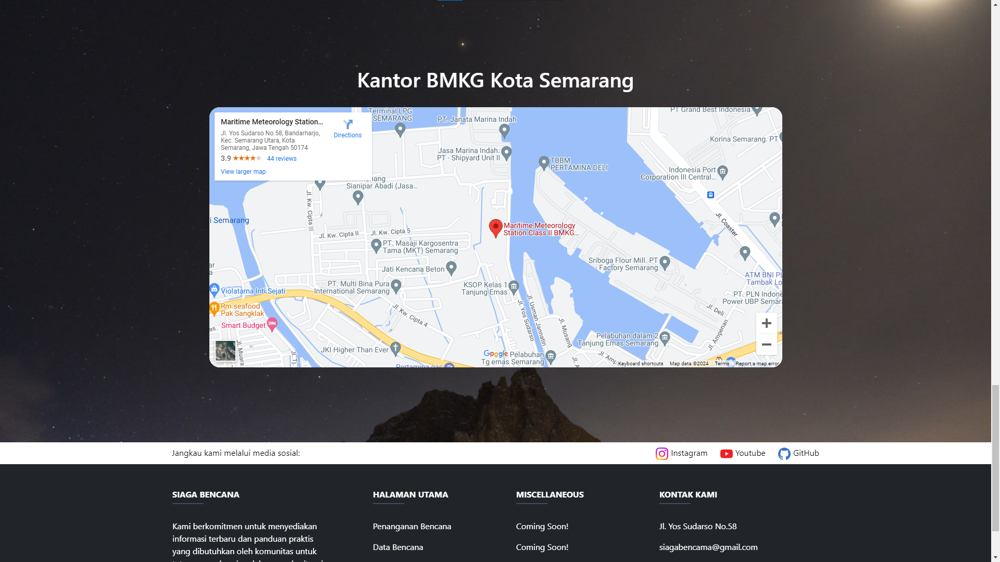 Kantor BMKG Kota Semarang
Maritime Meteorology Station...
Directions
Jl. Yos Sudarso No.58, Bandarharjo,
Kec. Semarang Utara, Kota
Semarang, Jawa Tengah 50174
3.9
44 reviews
View larger map
Terminal LPG
SEMARANG
PT. Janata Marina Indah
PT Grand Best Indonesia
Korina Semarang. PT
Jasa Marina Indah.
PT - Shipyard Unit II
TBBM
PERTAMINA DELI
Indonesia Port
Corporation III Central...
Sianipar Abadi (Jasa...
Jl. Kw. Cipta III
i Semarang
Jl. Coaster
Maritime Meteorology
Station Class II BMKG...
Jl. Kw. Cipta II
Jl. Kw. Cipta 5
PT. Masaji Kargosentra
Tama (MKT) Semarang
Sriboga Flour Mill. PT
- Factory Semarang
ar
a
Jati Kencana Beton
ATM BNI PL
Tambak Lo
PT. Multi Bina Pura
International Semarang
KSOP Kelas 1
Tanjung Emas
Violatama Inti Sejati
PT. PLN Indone
Power UBP Semara
Rm.seafood
Pak Sangklak
Jl. Kw. Cipta 4
Jl. Yos Sudarso
Jl. Usman Jannatin
Jl. Musang
Jl. Deli
Jl. Ampenan
Smart Budget
as
Pelabuhan dalam 2
Tanjung Emas Semarang
JKI Higher Than Ever
Jl. Muara
Jl. Tj.
Google
Pelabuhan
Tg emas Semarang
Jl. A
Jl. Amp
Pertamina gas
Keyboard shortcuts
Map data ©2024
Terms
Report a map error
Jangkau kami melalui media sosial:
Instagram
Youtube
GitHub
SIAGA BENCANA
Kami berkomitmen untuk menyediakan
informasi terbaru dan panduan praktis
yang dibutuhkan oleh komunitas untuk
HALAMAN UTAMA
Penanganan Bencana
Data Bencana
MISCELLANEOUS
Coming Soon!
Coming Soon!
KONTAK KAMI
Jl. Yos Sudarso No.58
siagabencama@gmail.com